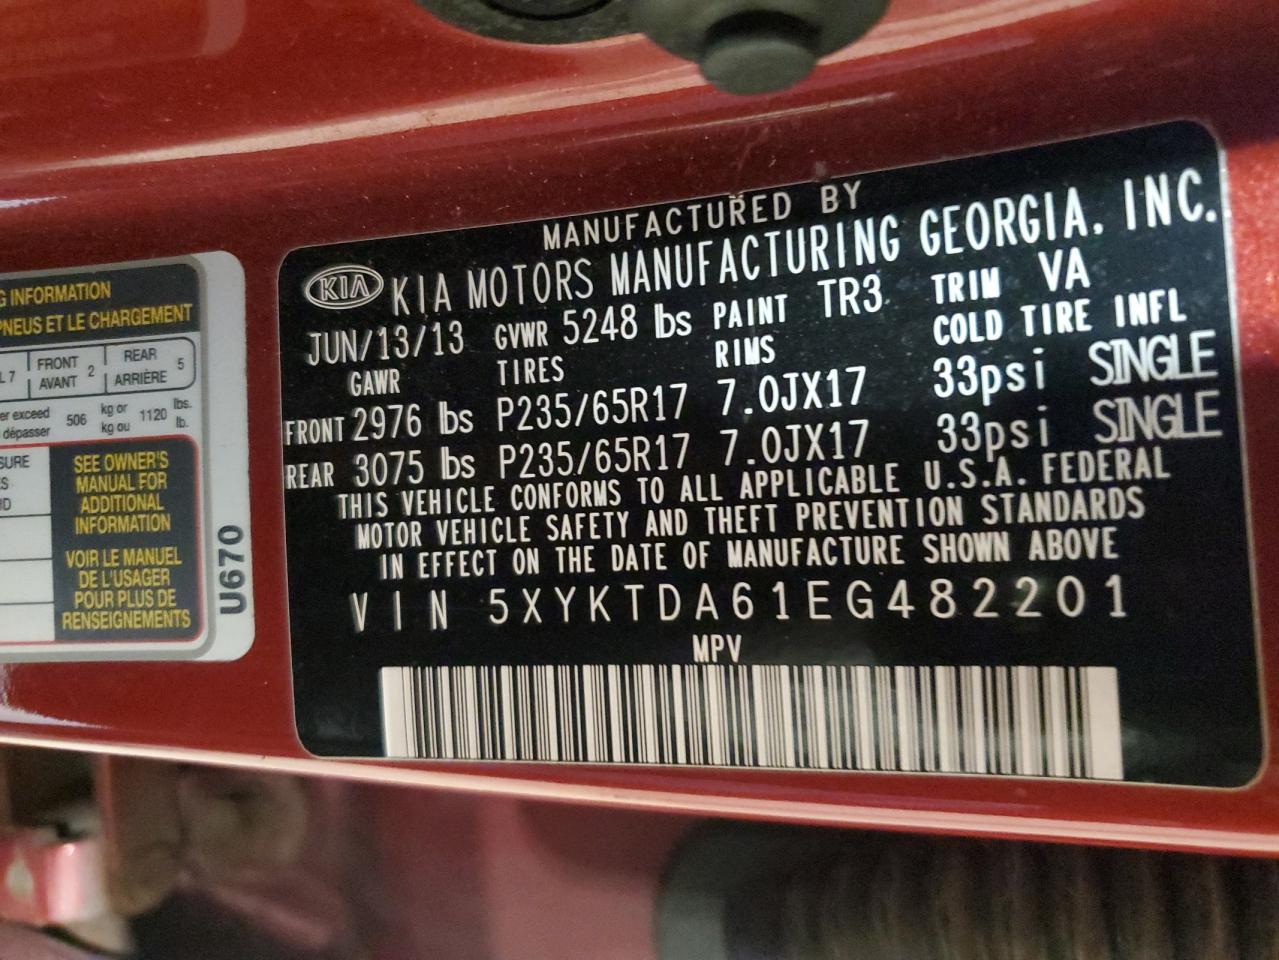 G INFORMATION
PNEUS ET LE CHARGEMENT
L 7 FRONT AVANT 2 REAR ARRIÈRE 5
er exceed dépasser 506 kg or kg ou 1120 lbs. lb.
SURE
ES
ID
SEE OWNER'S
MANUAL FOR
ADDITIONAL
INFORMATION
VOIR LE MANUEL
DE L'USAGER
POUR PLUS DE
RENSEIGNEMENTS
U670
MANUFACTURED BY
KIA KIA MOTORS MANUFACTURING GEORGIA, INC.
JUN/13/13 GVWR 5248 lbs PAINT TR3 TRIM VA
GAWR TIRES RIMS COLD TIRE INFL
FRONT 2976 lbs P235/65R17 7.0JX17 33psi SINGLE
REAR 3075 lbs P235/65R17 7.0JX17 33psi SINGLE
THIS VEHICLE CONFORMS TO ALL APPLICABLE U.S.A. FEDERAL
MOTOR VEHICLE SAFETY AND THEFT PREVENTION STANDARDS
IN EFFECT ON THE DATE OF MANUFACTURE SHOWN ABOVE
VIN 5XYKTDA61EG482201
MPV